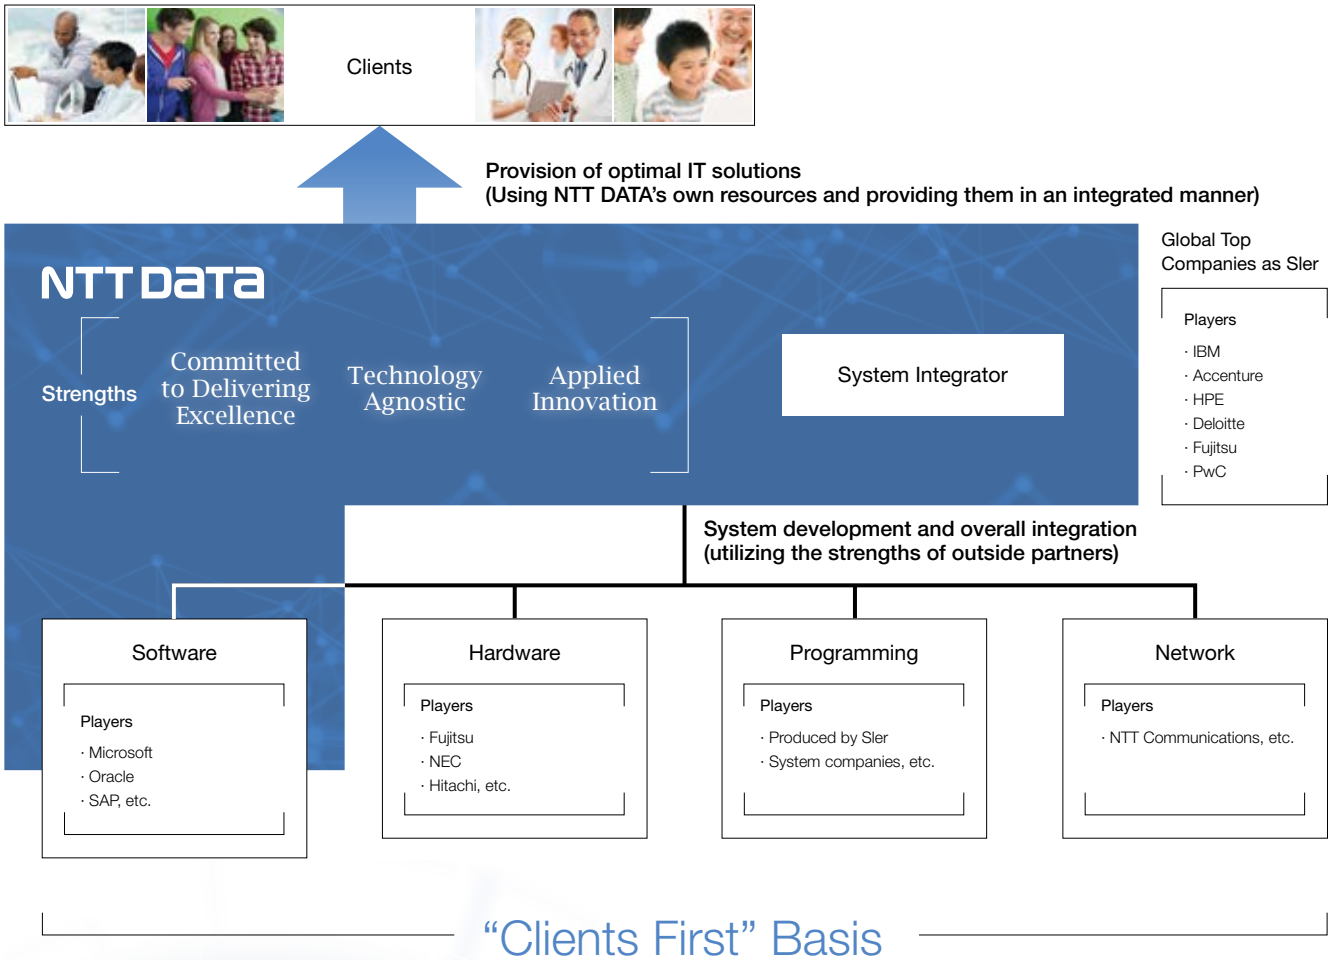 Clients
Provision of optimal IT solutions
(Using NTT DATA's own resources and providing them in an integrated manner)
NTT DATA
Strengths
Committed
to Delivering
Excellence
Technology
Agnostic
Applied
Innovation
System Integrator
Global Top
Companies as SIer
Players
· IBM
· Accenture
· HPE
· Deloitte
· Fujitsu
· PwC
System development and overall integration
(utilizing the strengths of outside partners)
Software
Players
· Microsoft
· Oracle
· SAP, etc.
Hardware
Players
· Fujitsu
· NEC
· Hitachi, etc.
Programming
Players
· Produced by SIer
· System companies, etc.
Network
Players
· NTT Communications, etc.
“Clients First” Basis